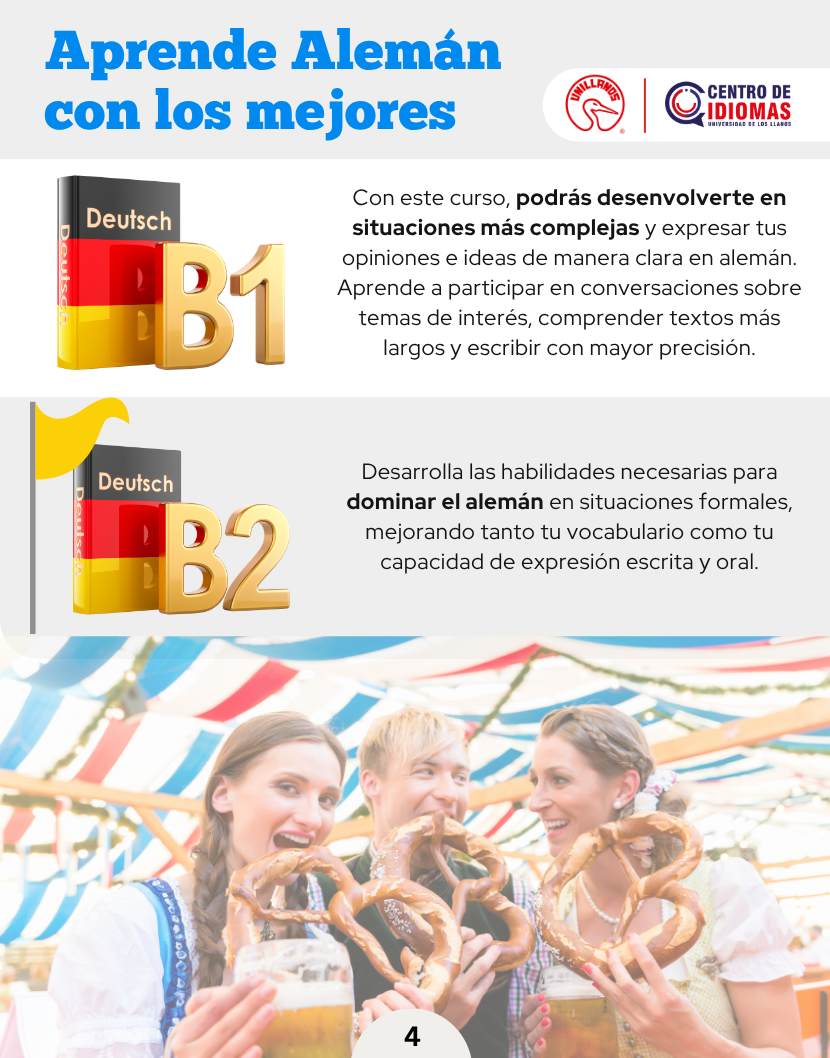 Aprende Alemán
con los mejores
UNILLANOS
®
CENTRO DE
IDIOMAS
UNIVERSIDAD DE LOS LLANOS
Deutsch
Deutsch
B1
Con este curso, podrás desenvolverte en
situaciones más complejas y expresar tus
opiniones e ideas de manera clara en alemán.
Aprende a participar en conversaciones sobre
temas de interés, comprender textos más
largos y escribir con mayor precisión.
Deutsch
Deutsch
B2
Desarrolla las habilidades necesarias para
dominar el alemán en situaciones formales,
mejorando tanto tu vocabulario como tu
capacidad de expresión escrita y oral.
4